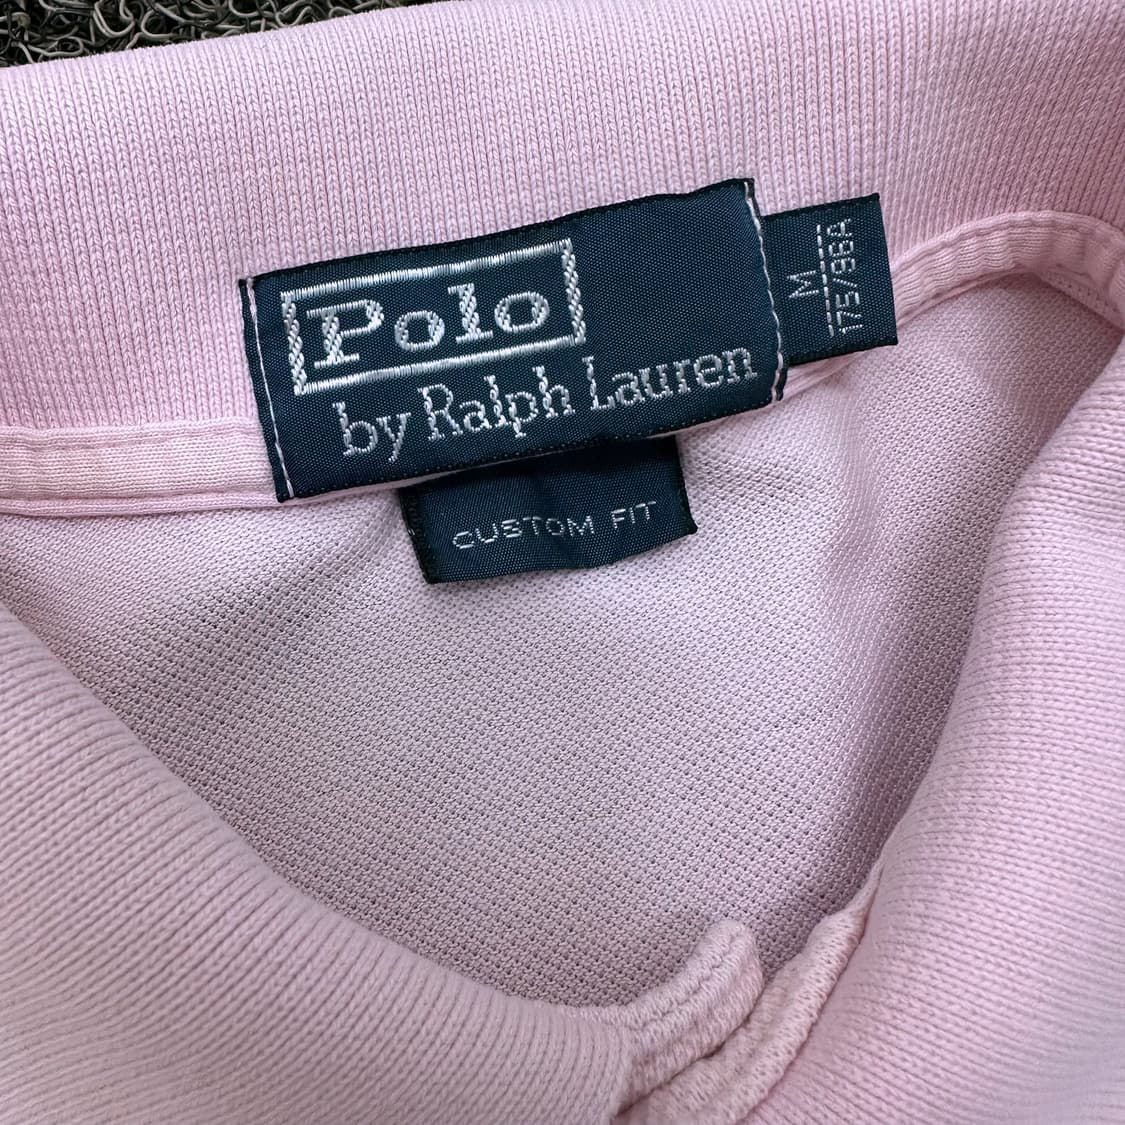 Polo
by Ralph Lauren
M
175/96A
CUSTOM FIT